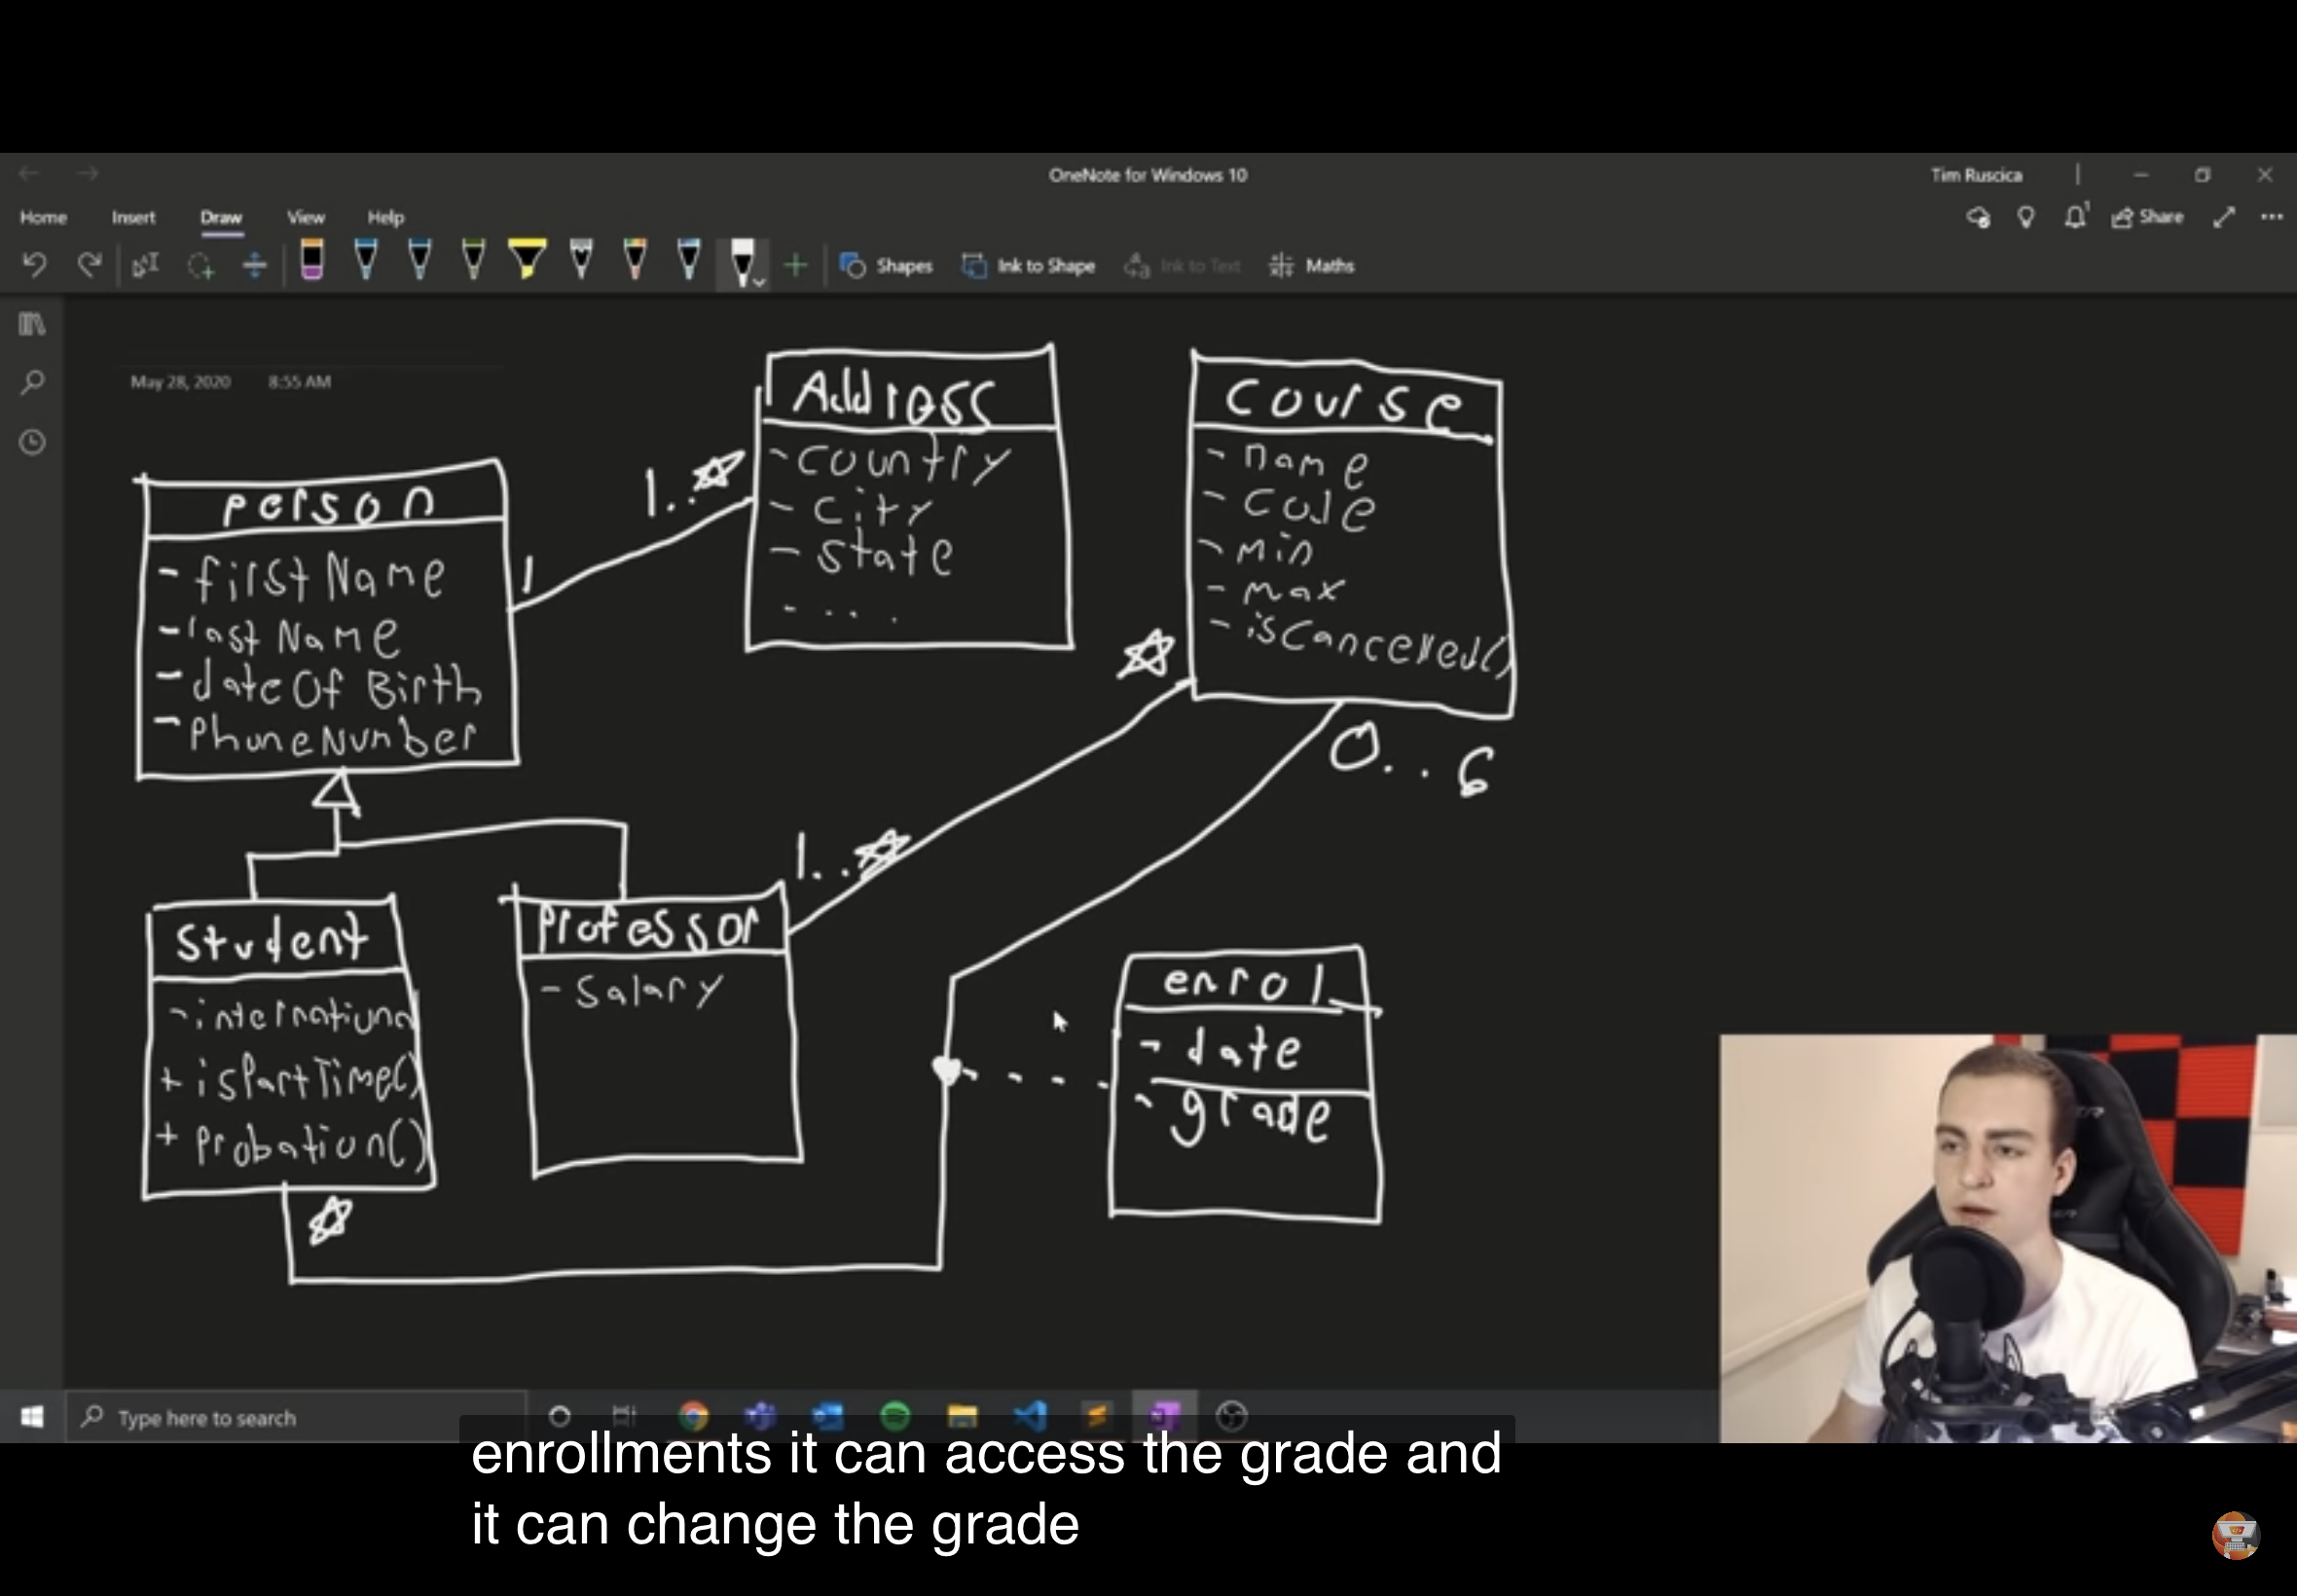 OneNote for Windows 10
Tim Ruscica
Home Insert Draw View Help
Share
Shapes Ink to Shape Ink to Text Maths
May 28, 2020 8:55 AM
person
- firstName
- lastName
- dateOf Birth
- PhoneNumber
1
1..*
Address
- country
- city
- state
- ...
course
- name
- code
- min
- max
- isCancelled()
*
0..6
1..*
student
- internationa
+ isPartTime()
+ Probation()
*
Professor
- salary
enrol
- date
- grade
Type here to search
enrollments it can access the grade and
it can change the grade